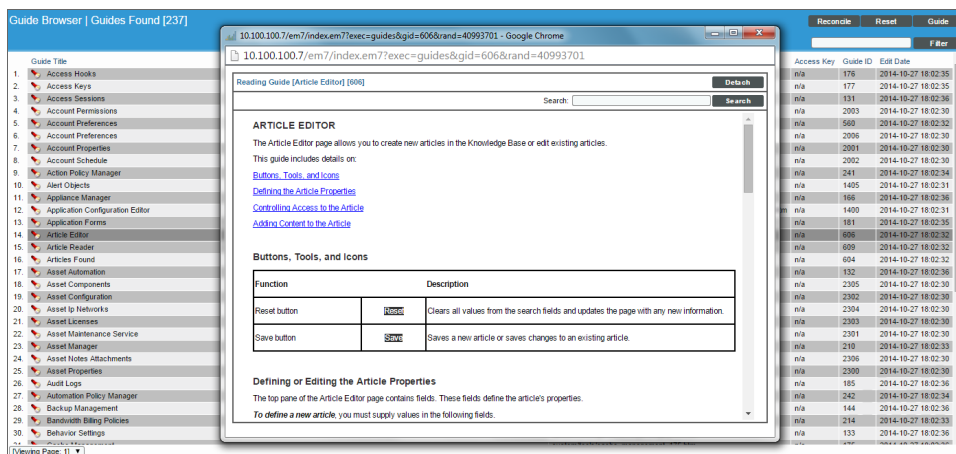 Guide Browser | Guides Found [237]
Reconcile Reset Guide
Filter
Guide Title Access Key Guide ID Edit Date
1. Access Hooks n/a 176 2014-10-27 18:02:35
2. Access Keys n/a 177 2014-10-27 18:02:35
3. Access Sessions n/a 131 2014-10-27 18:02:36
4. Account Permissions n/a 2003 2014-10-27 18:02:30
5. Account Preferences n/a 560 2014-10-27 18:02:32
6. Account Preferences n/a 2006 2014-10-27 18:02:30
7. Account Properties n/a 2001 2014-10-27 18:02:30
8. Account Schedule n/a 2002 2014-10-27 18:02:30
9. Action Policy Manager n/a 241 2014-10-27 18:02:34
10. Alert Objects n/a 1405 2014-10-27 18:02:31
11. Appliance Manager n/a 166 2014-10-27 18:02:36
12. Application Configuration Editor n/a 1400 2014-10-27 18:02:31
13. Application Forms n/a 181 2014-10-27 18:02:35
14. Article Editor n/a 606 2014-10-27 18:02:32
15. Article Reader n/a 609 2014-10-27 18:02:32
16. Articles Found n/a 604 2014-10-27 18:02:32
17. Asset Automation n/a 132 2014-10-27 18:02:36
18. Asset Components n/a 2305 2014-10-27 18:02:30
19. Asset Configuration n/a 2302 2014-10-27 18:02:30
20. Asset Ip Networks n/a 2304 2014-10-27 18:02:30
21. Asset Licenses n/a 2303 2014-10-27 18:02:30
22. Asset Maintenance Service n/a 2301 2014-10-27 18:02:30
23. Asset Manager n/a 210 2014-10-27 18:02:33
24. Asset Notes Attachments n/a 2306 2014-10-27 18:02:30
25. Asset Properties n/a 2300 2014-10-27 18:02:30
26. Audit Logs n/a 185 2014-10-27 18:02:36
27. Automation Policy Manager n/a 242 2014-10-27 18:02:34
28. Backup Management n/a 144 2014-10-27 18:02:36
29. Bandwidth Billing Policies n/a 214 2014-10-27 18:02:33
30. Behavior Settings n/a 133 2014-10-27 18:02:36
[Viewing Page: 1]
10.100.100.7/em7/index.em7?exec=guides&gid=606&rand=40993701 - Google Chrome
10.100.100.7/em7/index.em7?exec=guides&gid=606&rand=40993701
Reading Guide [Article Editor] [606] Detach
Search: Search
ARTICLE EDITOR
The Article Editor page allows you to create new articles in the Knowledge Base or edit existing articles.
This guide includes details on:
Buttons, Tools, and Icons
Defining the Article Properties
Controlling Access to the Article
Adding Content to the Article
Buttons, Tools, and Icons
Function Description
Reset button Reset Clears all values from the search fields and updates the page with any new information.
Save button Save Saves a new article or saves changes to an existing article.
Defining or Editing the Article Properties
The top pane of the Article Editor page contains fields. These fields define the article's properties.
To define a new article, you must supply values in the following fields.